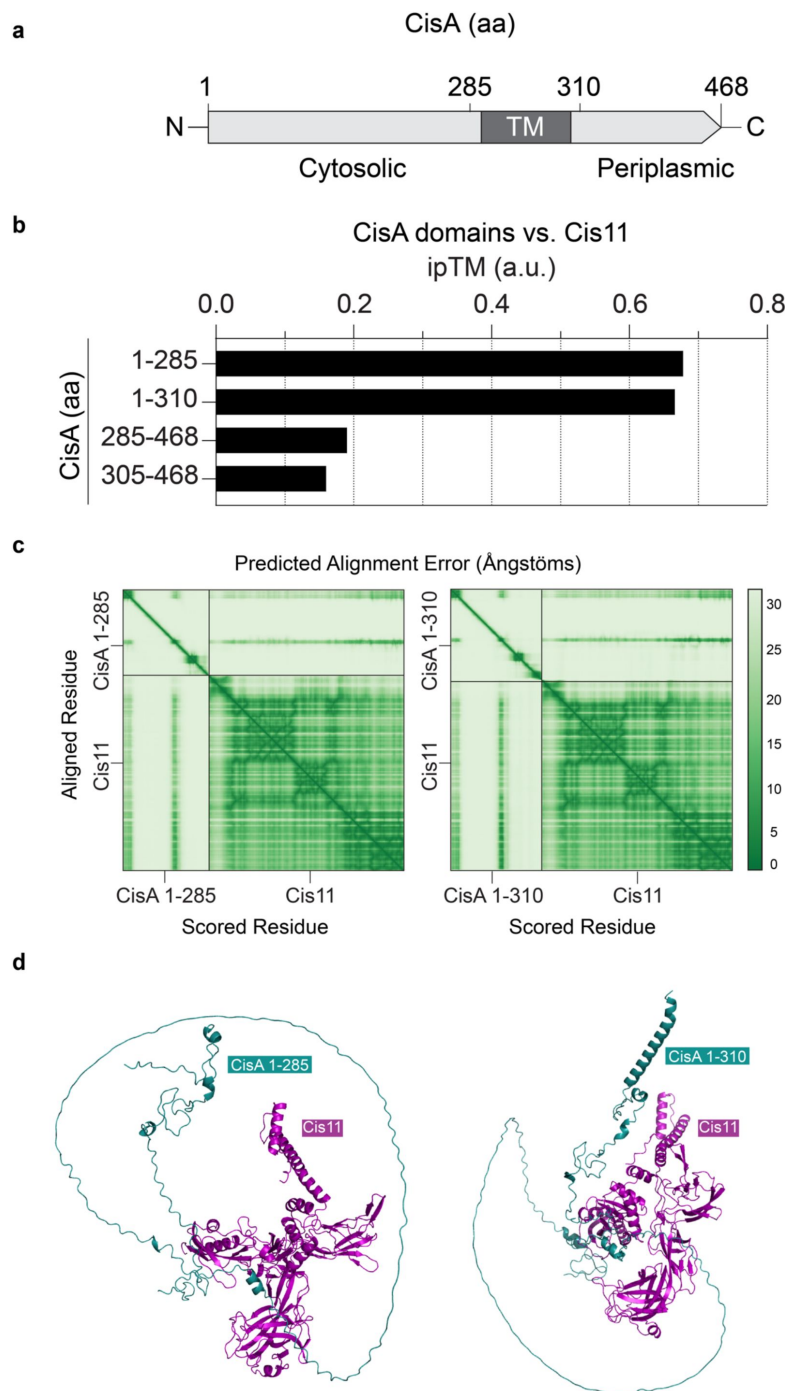 a
CisA (aa)
1 285 310 468
N TM C
Cytosolic Periplasmic
b
CisA domains vs. Cis11
ipTM (a.u.)
0.0 0.2 0.4 0.6 0.8
CisA (aa)
1-285
1-310
285-468
305-468
c
Predicted Alignment Error (Ångstöms)
Aligned Residue
CisA 1-285
Cis11
CisA 1-285 Cis11
Scored Residue
CisA 1-310
Cis11
CisA 1-310 Cis11
Scored Residue
30
25
20
15
10
5
0
d
CisA 1-285
Cis11
CisA 1-310
Cis11